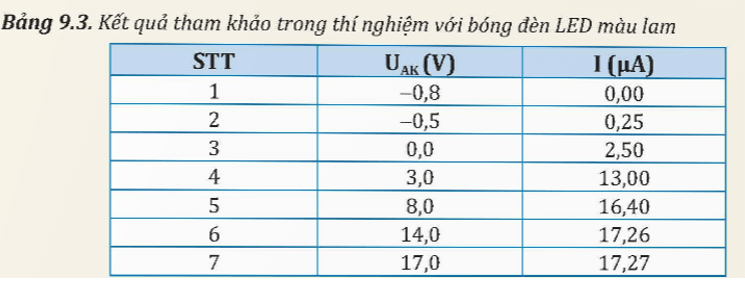 Bảng 9.3. Kết quả tham khảo trong thí nghiệm với bóng đèn LED màu lam
STT U_AK (V) I (μA)
1 −0,8 0,00
2 −0,5 0,25
3 0,0 2,50
4 3,0 13,00
5 8,0 16,40
6 14,0 17,26
7 17,0 17,27